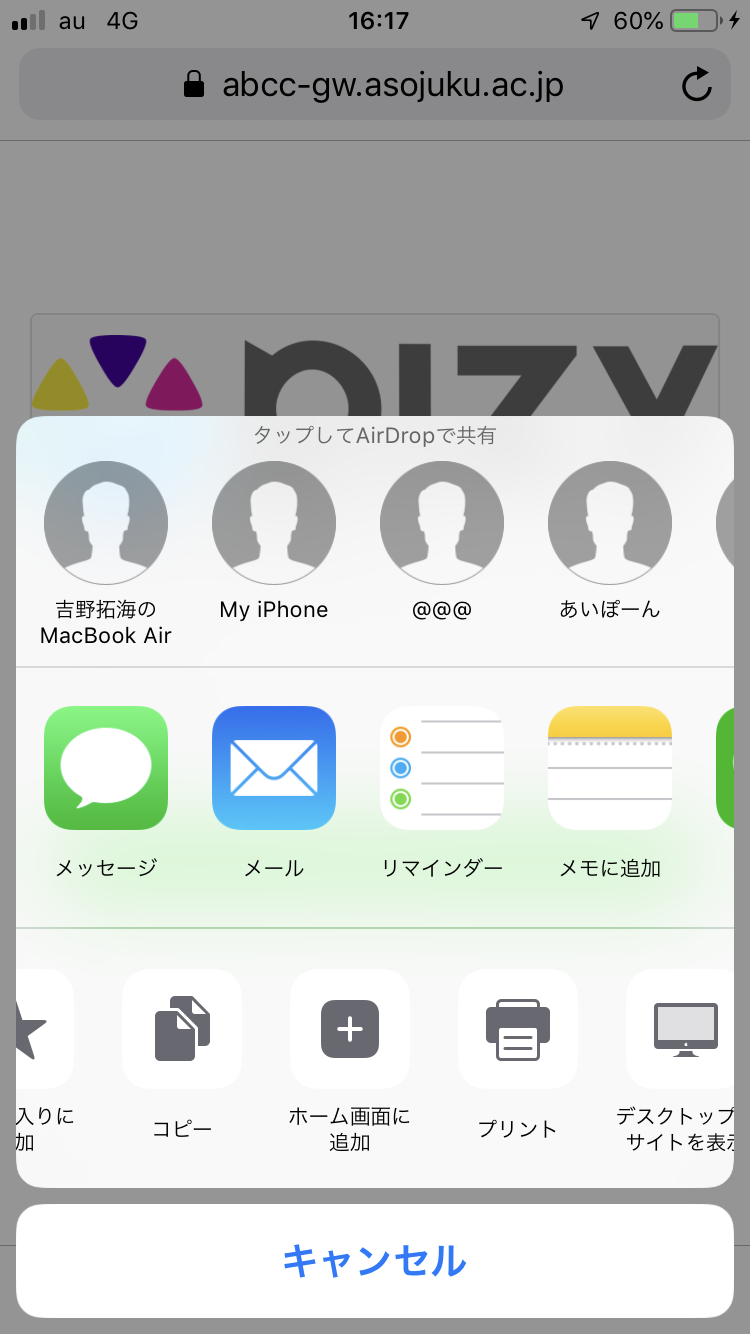 au 4G 16:17 60%
abcc-gw.asojuku.ac.jp
タップしてAirDropで共有
吉野拓海の
MacBook Air
My iPhone
@@@
あいぽーん
メッセージ
メール
リマインダー
メモに追加
入りに
加
コピー
ホーム画面に
追加
プリント
デスクトップ
サイトを表示
キャンセル